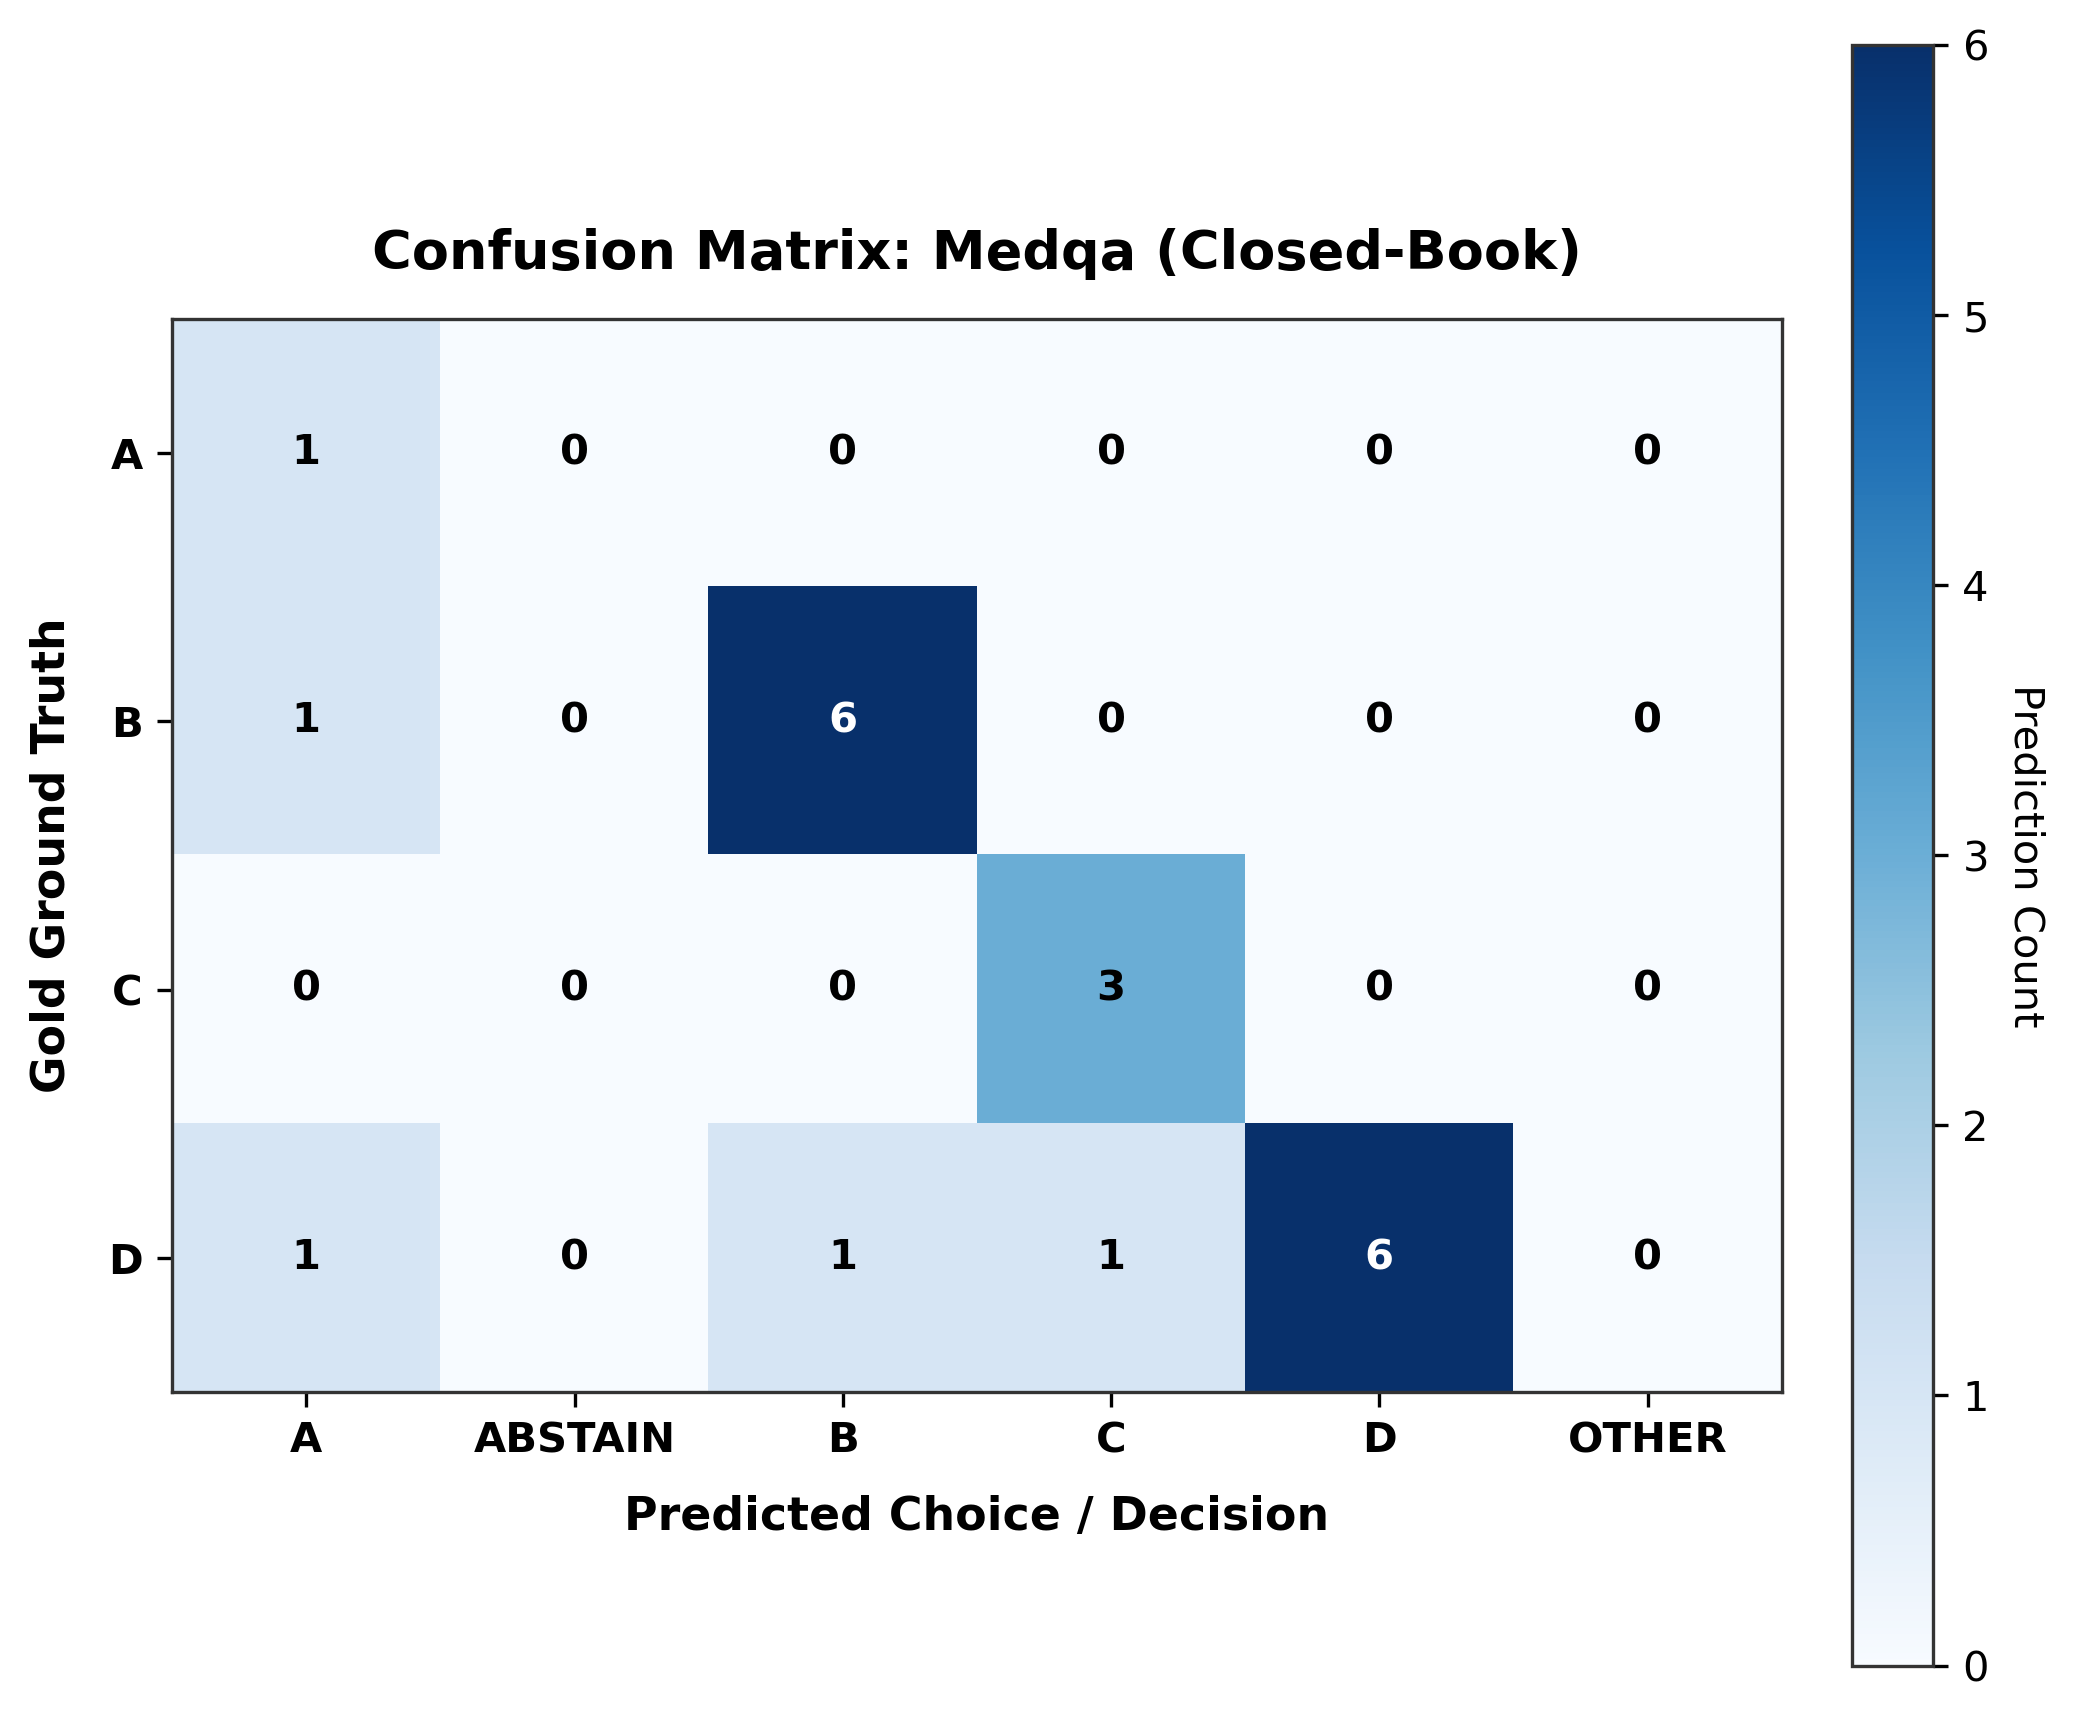 Confusion Matrix: Medqa (Closed-Book)
Gold Ground Truth
A 1 0 0 0 0 0
B 1 0 6 0 0 0
C 0 0 0 3 0 0
D 1 0 1 1 6 0
A ABSTAIN B C D OTHER
Predicted Choice / Decision
6
5
4
3
2
1
0
Prediction Count